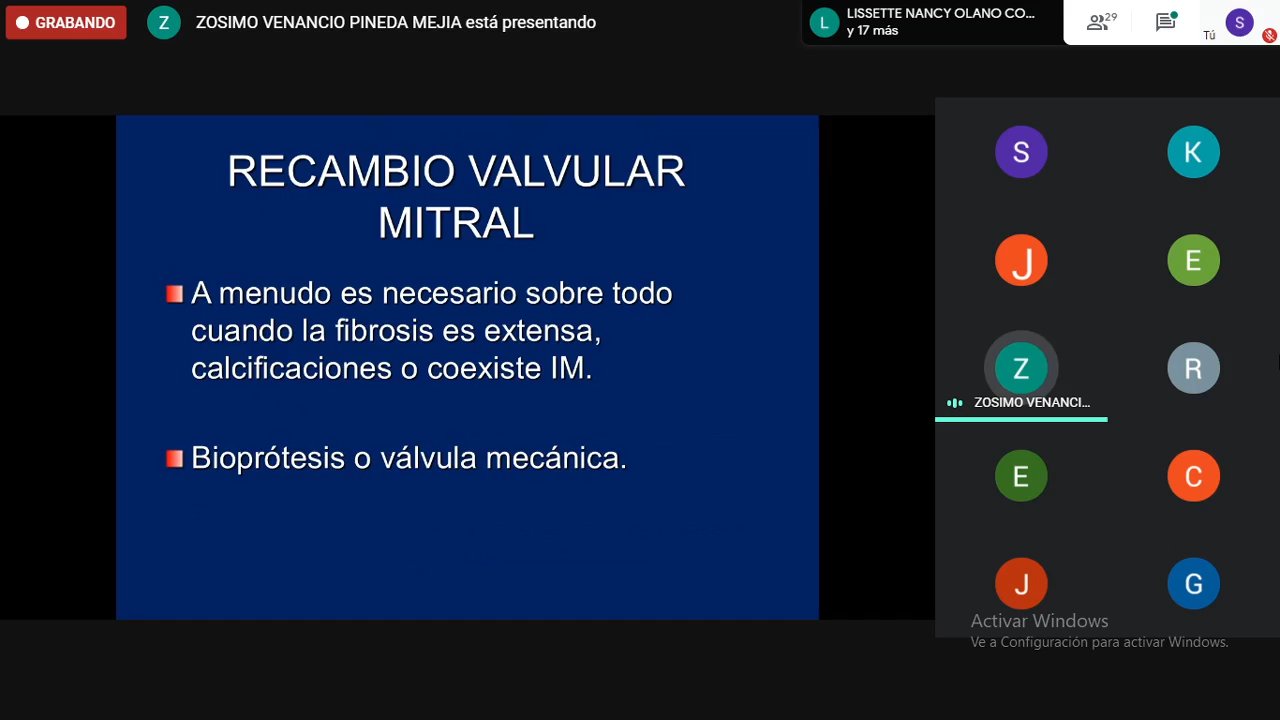 GRABANDO
Z
ZOSIMO VENANCIO PINEDA MEJIA está presentando
L
LISSETTE NANCY OLANO CO...
y 17 más
29
Tú
S
RECAMBIO VALVULAR
MITRAL
A menudo es necesario sobre todo
cuando la fibrosis es extensa,
calcificaciones o coexiste IM.
Bioprótesis o válvula mecánica.
S
K
J
E
Z
ZOSIMO VENANCI...
R
E
C
J
G
Activar Windows
Ve a Configuración para activar Windows.